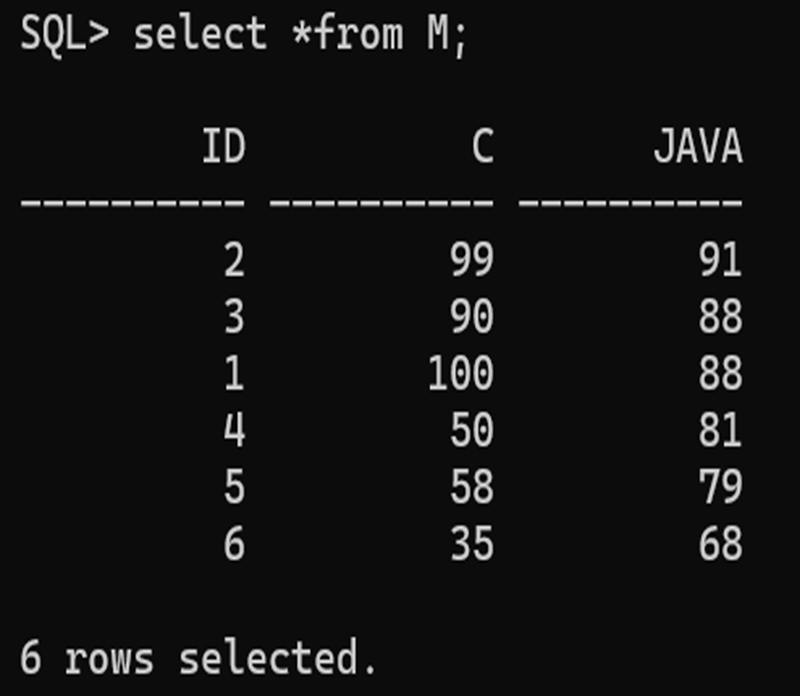 SQL> select *from M;
ID C JAVA
---------- ---------- ----------
2 99 91
3 90 88
1 100 88
4 50 81
5 58 79
6 35 68
6 rows selected.